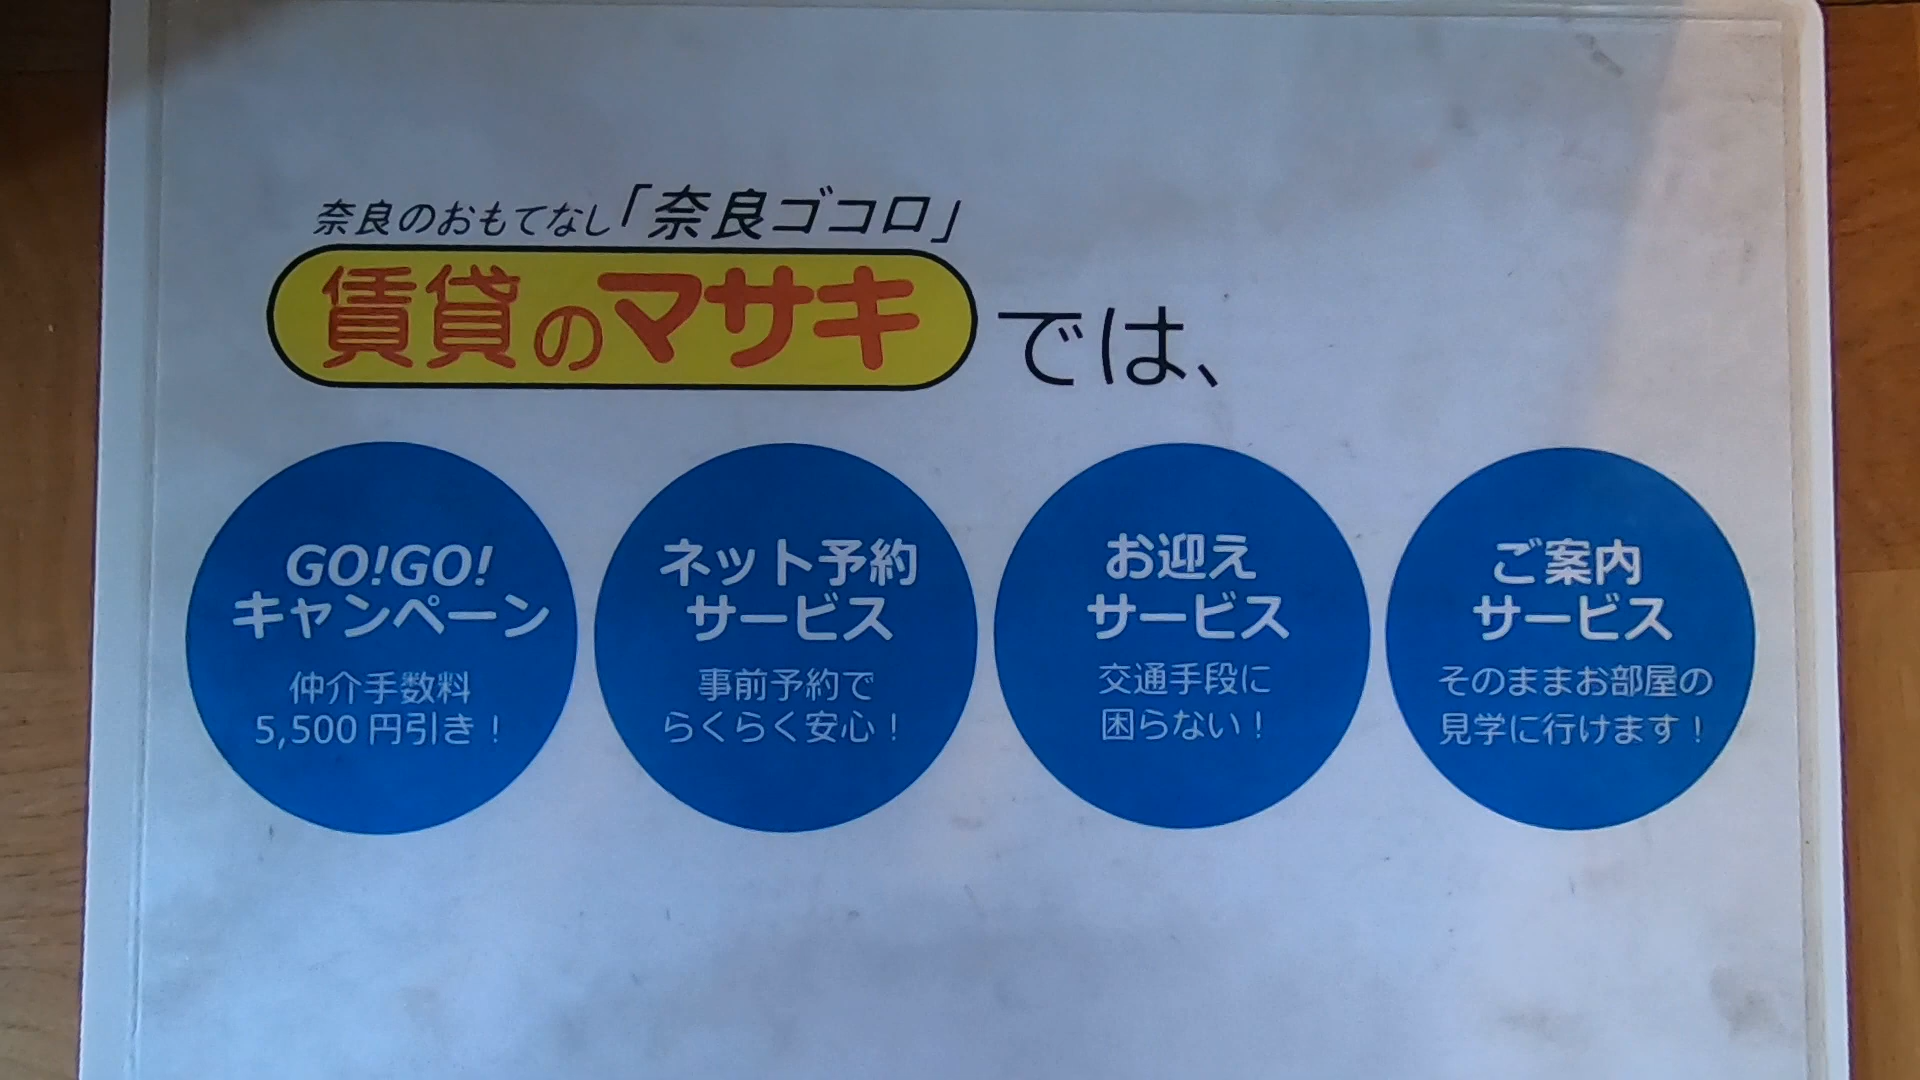 奈良のおもてなし「奈良ゴコロ」
賃貸のマサキでは、
GO!GO!
キャンペーン
仲介手数料
5,500 円引き！
ネット予約
サービス
事前予約で
らくらく安心！
お迎え
サービス
交通手段に
困らない！
ご案内
サービス
そのままお部屋の
見学に行けます！